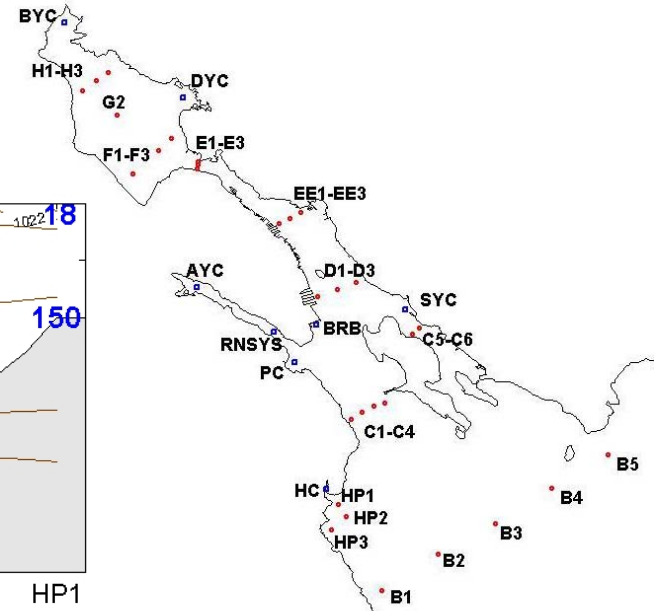 BYC
H1-H3
DYC
G2
E1-E3
F1-F3
EE1-EE3
1022
18
AYC
D1-D3
SYC
150
RNSYS
BRB
C5-C6
PC
C1-C4
B5
HC
HP1
B4
HP2
B3
HP3
B2
HP1
B1